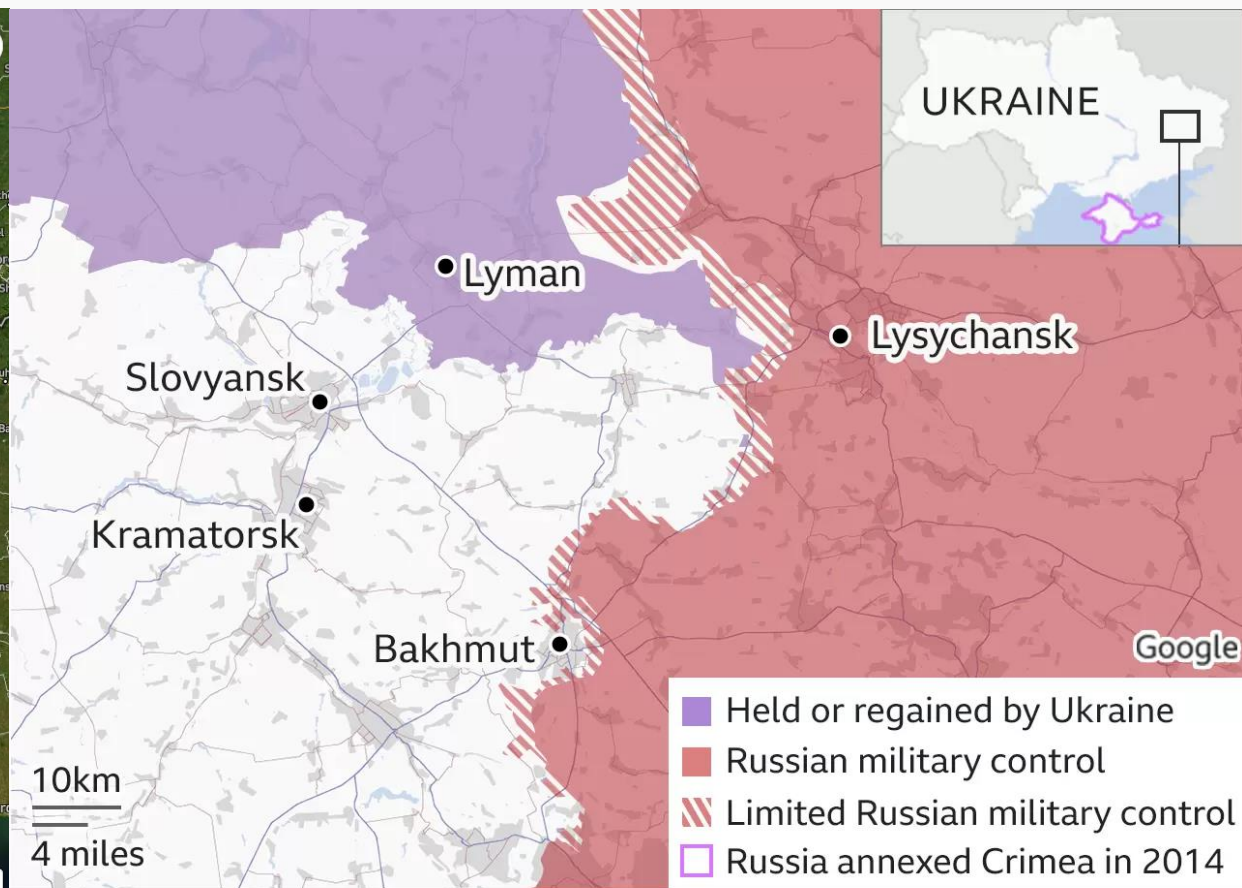 UKRAINE
Lyman
Lysychansk
Slovyansk
Kramatorsk
Bakhmut
Google
Held or regained by Ukraine
Russian military control
Limited Russian military control
Russia annexed Crimea in 2014
10km
4 miles